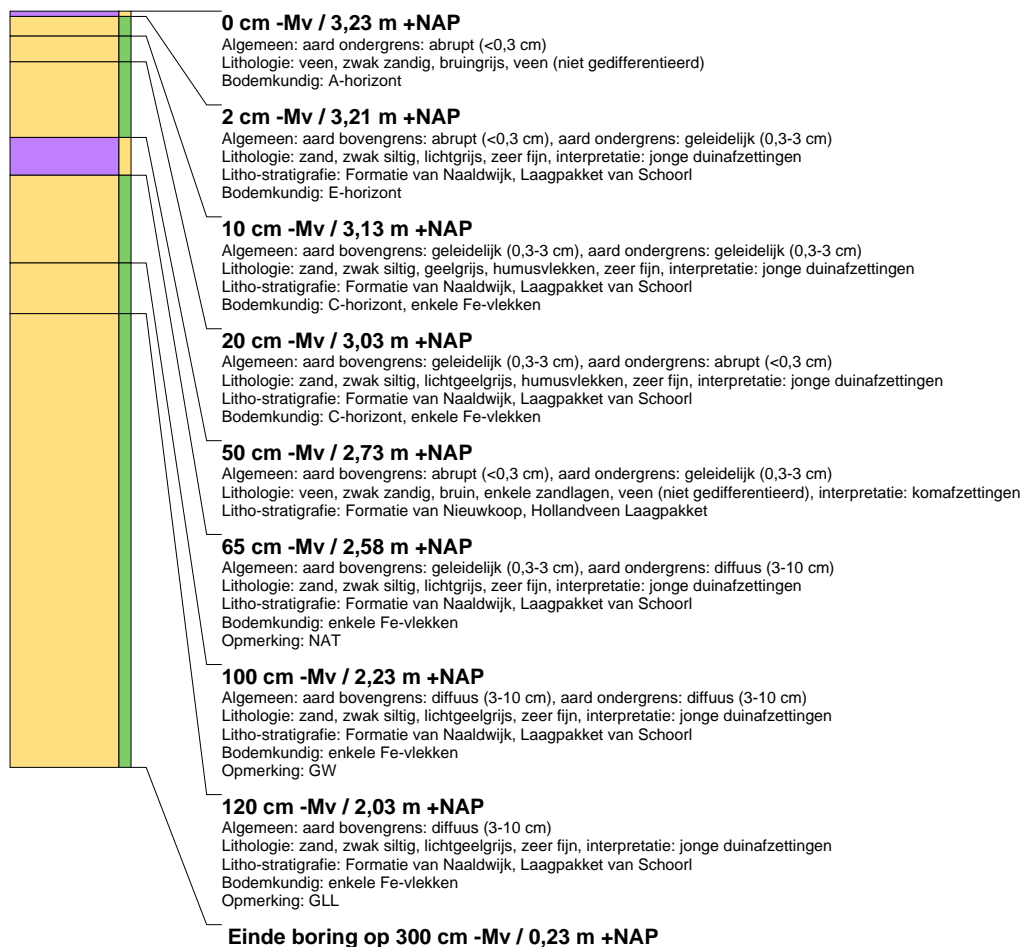 0 cm -Mv / 3,23 m +NAP
Algemeen: aard ondergrens: abrupt (<0,3 cm)
Lithologie: veen, zwak zandig, bruingrijs, veen (niet gedifferentieerd)
Bodemkundig: A-horizont
2 cm -Mv / 3,21 m +NAP
Algemeen: aard bovengrens: abrupt (<0,3 cm), aard ondergrens: geleidelijk (0,3-3 cm)
Lithologie: zand, zwak siltig, lichtgrijs, zeer fijn, interpretatie: jonge duinafzettingen
Litho-stratigrafie: Formatie van Naaldwijk, Laagpakket van Schoorl
Bodemkundig: E-horizont
10 cm -Mv / 3,13 m +NAP
Algemeen: aard bovengrens: geleidelijk (0,3-3 cm), aard ondergrens: geleidelijk (0,3-3 cm)
Lithologie: zand, zwak siltig, geelgrijs, humusvlekken, zeer fijn, interpretatie: jonge duinafzettingen
Litho-stratigrafie: Formatie van Naaldwijk, Laagpakket van Schoorl
Bodemkundig: C-horizont, enkele Fe-vlekken
20 cm -Mv / 3,03 m +NAP
Algemeen: aard bovengrens: geleidelijk (0,3-3 cm), aard ondergrens: abrupt (<0,3 cm)
Lithologie: zand, zwak siltig, lichtgeelgrijs, humusvlekken, zeer fijn, interpretatie: jonge duinafzettingen
Litho-stratigrafie: Formatie van Naaldwijk, Laagpakket van Schoorl
Bodemkundig: C-horizont, enkele Fe-vlekken
50 cm -Mv / 2,73 m +NAP
Algemeen: aard bovengrens: abrupt (<0,3 cm), aard ondergrens: geleidelijk (0,3-3 cm)
Lithologie: veen, zwak zandig, bruin, enkele zandlagen, veen (niet gedifferentieerd), interpretatie: komafzettingen
Litho-stratigrafie: Formatie van Nieuwkoop, Hollandveen Laagpakket
65 cm -Mv / 2,58 m +NAP
Algemeen: aard bovengrens: geleidelijk (0,3-3 cm), aard ondergrens: diffuus (3-10 cm)
Lithologie: zand, zwak siltig, lichtgrijs, zeer fijn, interpretatie: jonge duinafzettingen
Litho-stratigrafie: Formatie van Naaldwijk, Laagpakket van Schoorl
Bodemkundig: enkele Fe-vlekken
Opmerking: NAT
100 cm -Mv / 2,23 m +NAP
Algemeen: aard bovengrens: diffuus (3-10 cm), aard ondergrens: diffuus (3-10 cm)
Lithologie: zand, zwak siltig, lichtgeelgrijs, zeer fijn, interpretatie: jonge duinafzettingen
Litho-stratigrafie: Formatie van Naaldwijk, Laagpakket van Schoorl
Bodemkundig: enkele Fe-vlekken
Opmerking: GW
120 cm -Mv / 2,03 m +NAP
Algemeen: aard bovengrens: diffuus (3-10 cm)
Lithologie: zand, zwak siltig, lichtgeelgrijs, zeer fijn, interpretatie: jonge duinafzettingen
Litho-stratigrafie: Formatie van Naaldwijk, Laagpakket van Schoorl
Bodemkundig: enkele Fe-vlekken
Opmerking: GLL
Einde boring op 300 cm -Mv / 0,23 m +NAP